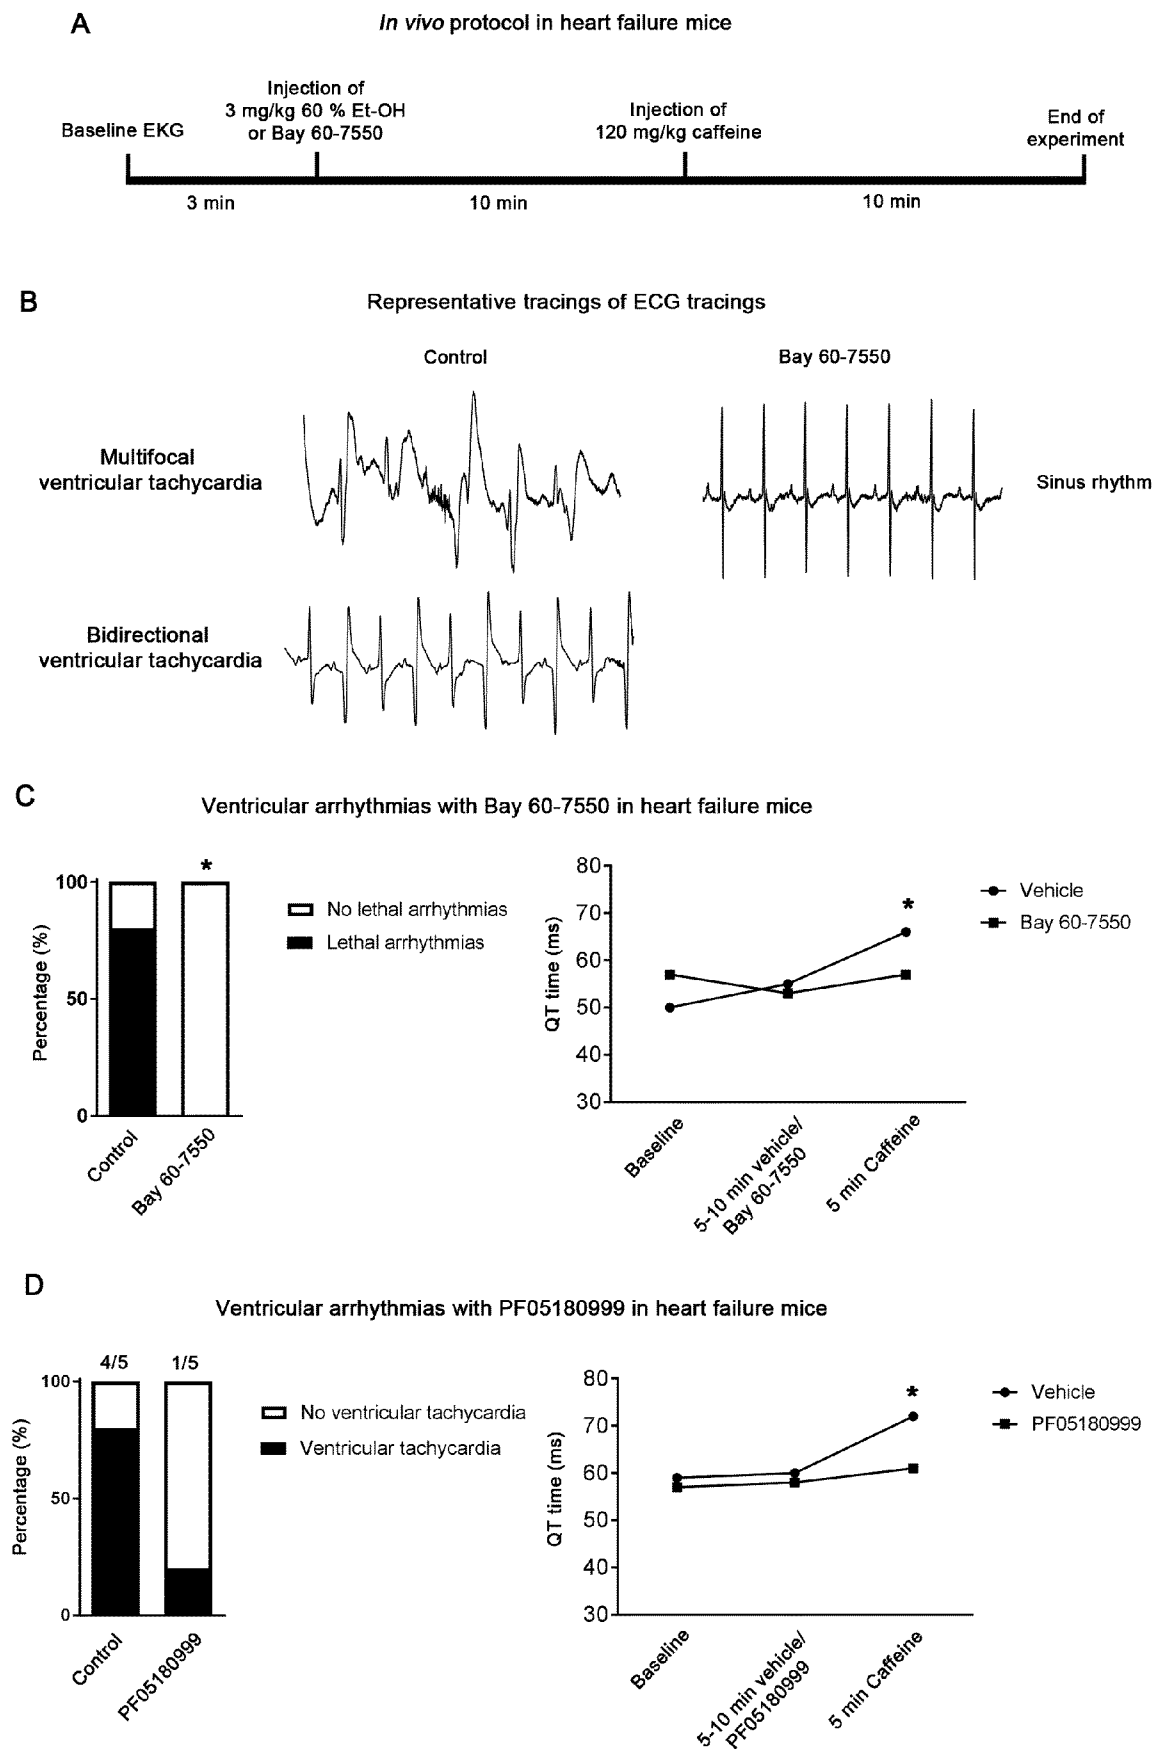 A
In vivo protocol in heart failure mice
Baseline EKG
Injection of
3 mg/kg 60 % Et-OH
or Bay 60-7550
Injection of
120 mg/kg caffeine
End of
experiment
3 min
10 min
10 min
B
Representative tracings of ECG tracings
Control
Bay 60-7550
Multifocal
ventricular tachycardia
Sinus rhythm
Bidirectional
ventricular tachycardia
C
Ventricular arrhythmias with Bay 60-7550 in heart failure mice
Percentage (%)
100
50
0
*
Control
Bay 60-7550
No lethal arrhythmias
Lethal arrhythmias
QT time (ms)
80
70
60
50
40
30
*
Baseline
5-10 min vehicle/
Bay 60-7550
5 min Caffeine
Vehicle
Bay 60-7550
D
Ventricular arrhythmias with PF05180999 in heart failure mice
Percentage (%)
100
50
0
4/5
1/5
Control
PF05180999
No ventricular tachycardia
Ventricular tachycardia
QT time (ms)
80
70
60
50
40
30
*
Baseline
5-10 min vehicle/
PF05180999
5 min Caffeine
Vehicle
PF05180999